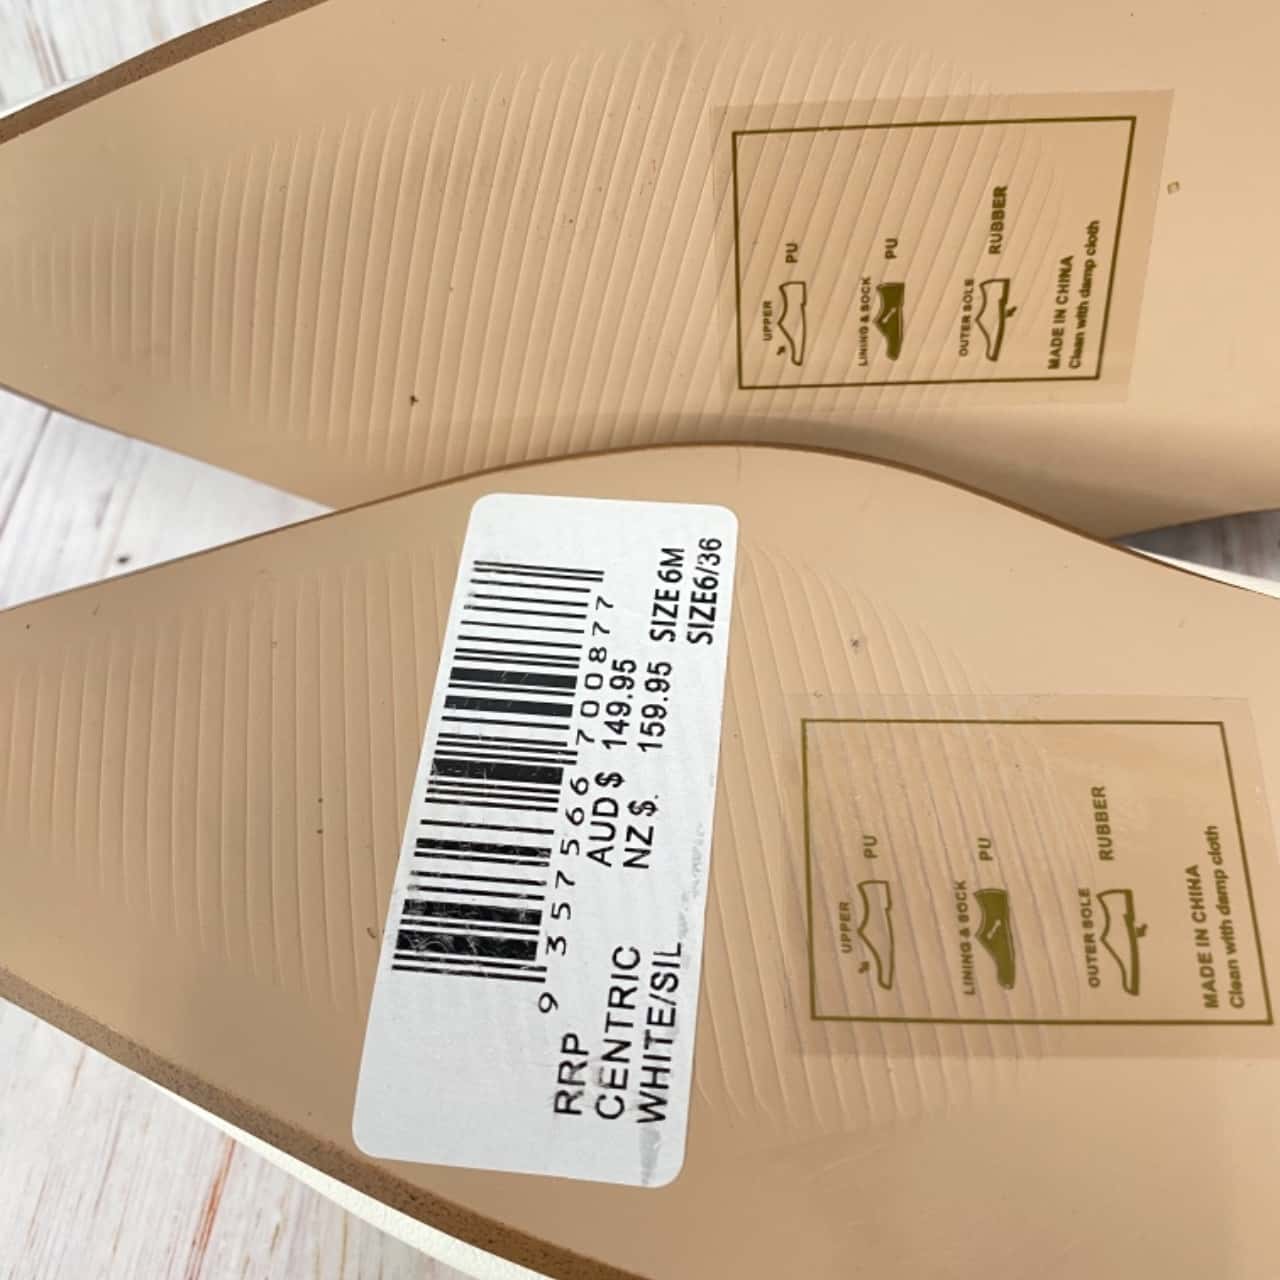 UPPER
PU
LINING & SOCK
PU
OUTER SOLE
RUBBER
MADE IN CHINA
Clean with damp cloth
9 357566 700877
RRP AUD $ 149.95
CENTRIC NZ $. 159.95 SIZE 6M
WHITE/SIL SIZE6/36
UPPER
PU
LINING & SOCK
PU
OUTER SOLE
RUBBER
MADE IN CHINA
Clean with damp cloth